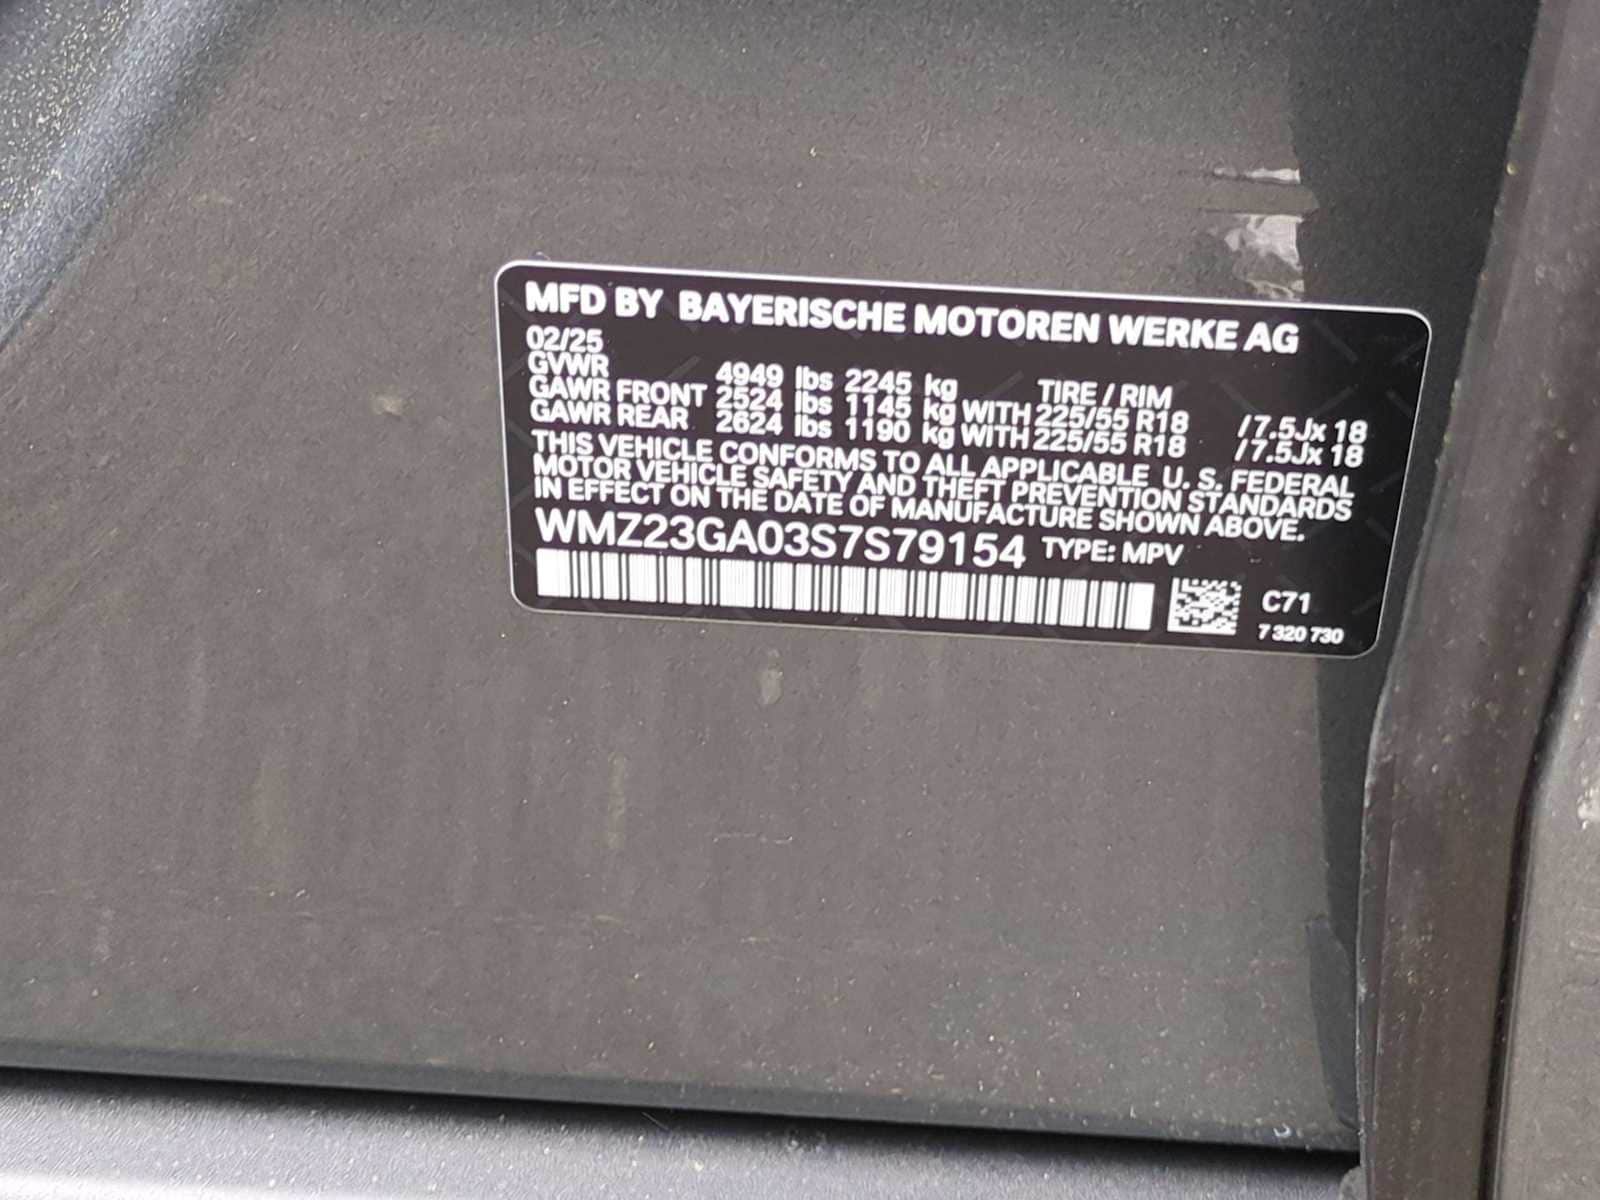 MFD BY BAYERISCHE MOTOREN WERKE AG
02/25
GVWR 4949 lbs 2245 kg TIRE / RIM
GAWR FRONT 2524 lbs 1145 kg WITH 225/55 R18 /7.5Jx 18
GAWR REAR 2624 lbs 1190 kg WITH 225/55 R18 /7.5Jx 18
THIS VEHICLE CONFORMS TO ALL APPLICABLE U. S. FEDERAL
MOTOR VEHICLE SAFETY AND THEFT PREVENTION STANDARDS
IN EFFECT ON THE DATE OF MANUFACTURE SHOWN ABOVE.
WMZ23GA03S7S79154 TYPE: MPV
C71
7 320 730